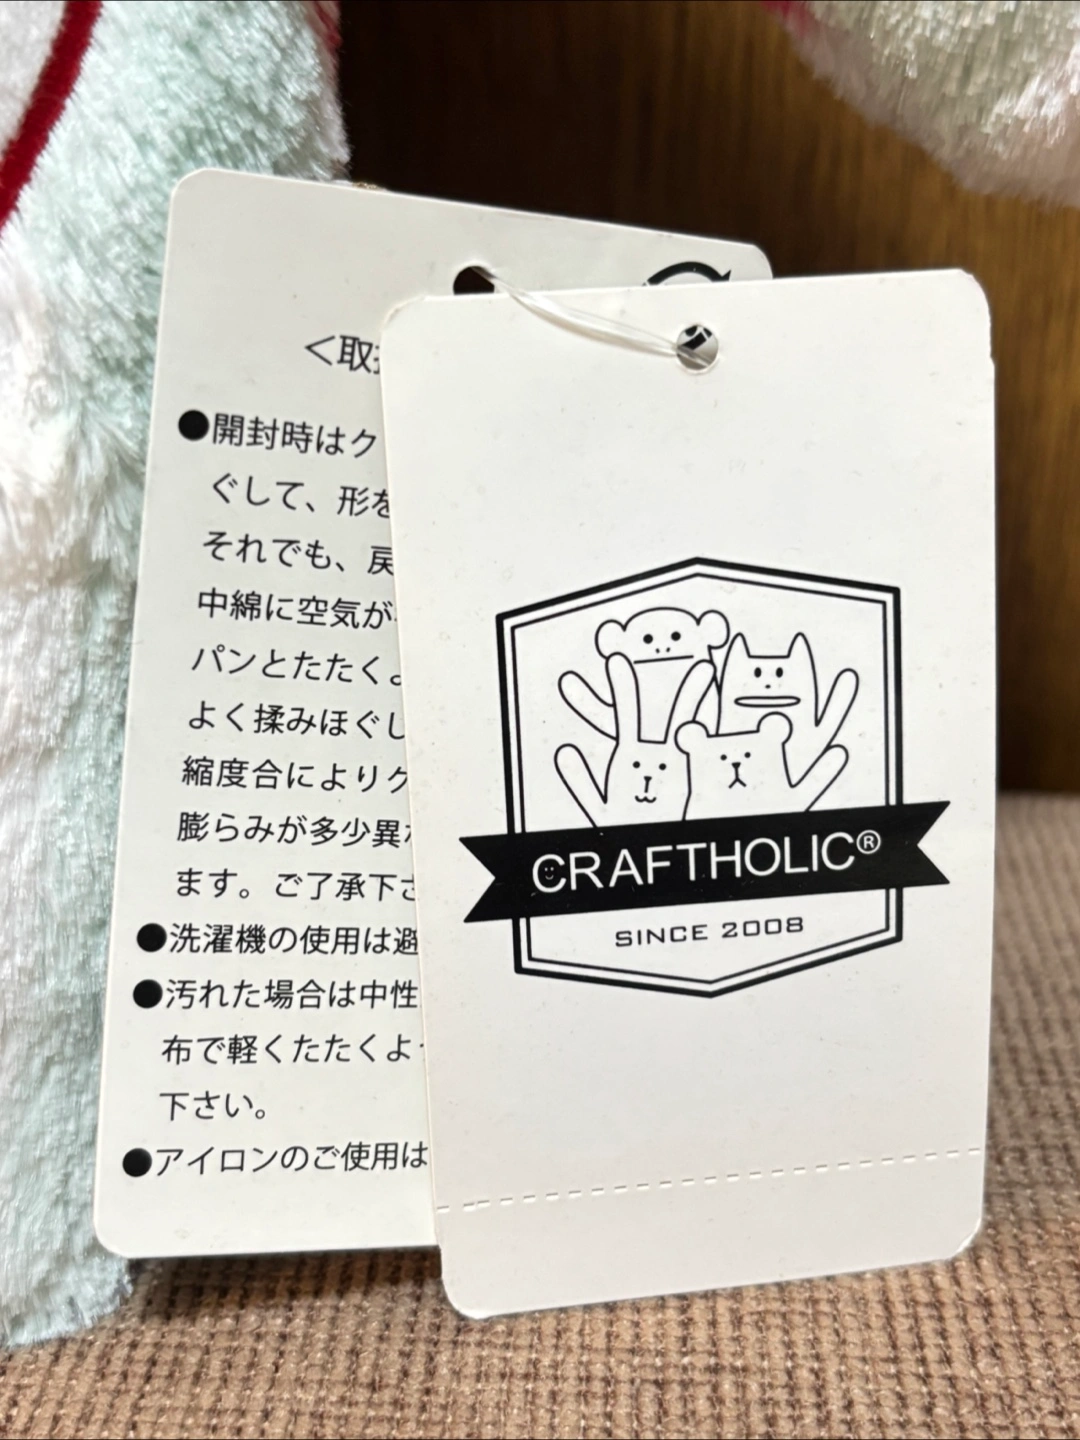 <取
●開封時はク
ぐして、形を
それでも、戻
中綿に空気が
パンとたたくよ
よく揉みほぐし
縮度合によりク
膨らみが多少異
ます。ご了承下さ
●洗濯機の使用は避
●汚れた場合は中性
布で軽くたたくよ
下さい。
●アイロンのご使用は
CRAFTHOLIC®
SINCE 2008